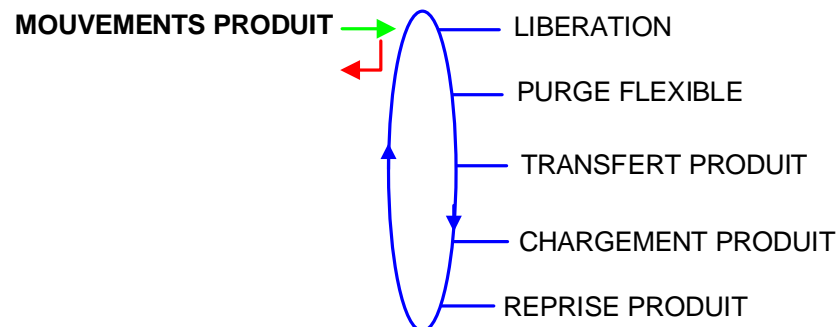 MOUVEMENTS PRODUIT
LIBERATION
PURGE FLEXIBLE
TRANSFERT PRODUIT
CHARGEMENT PRODUIT
REPRISE PRODUIT